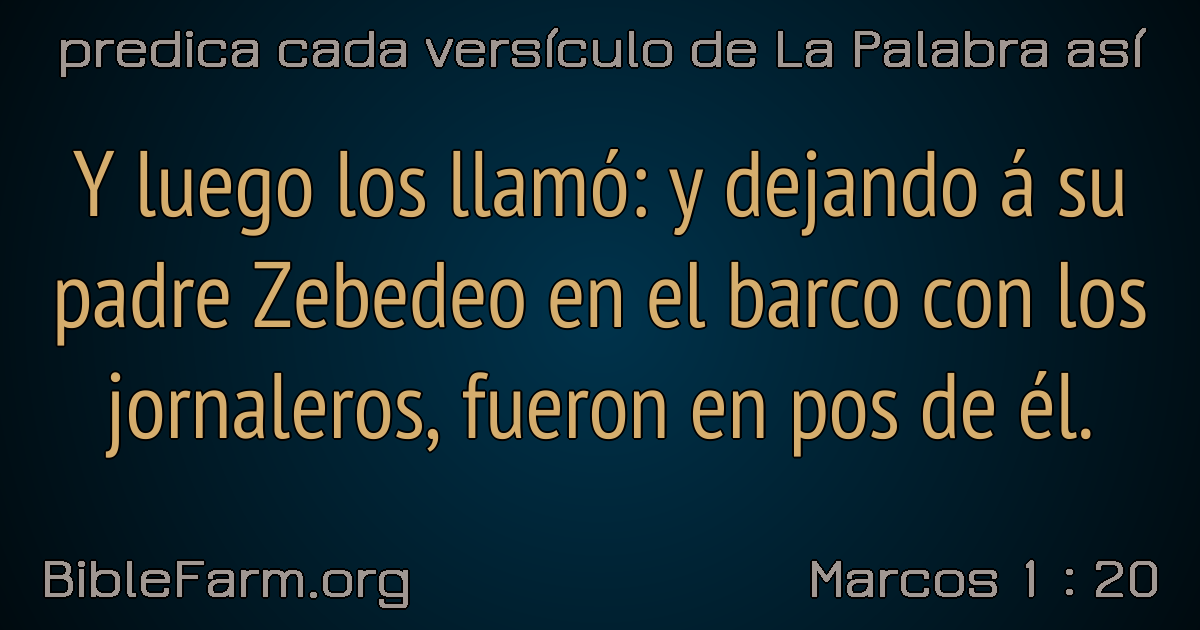 predica cada versículo de La Palabra así
Y luego los llamó: y dejando á su
padre Zebedeo en el barco con los
jornaleros, fueron en pos de él.
BibleFarm.org
Marcos 1 : 20